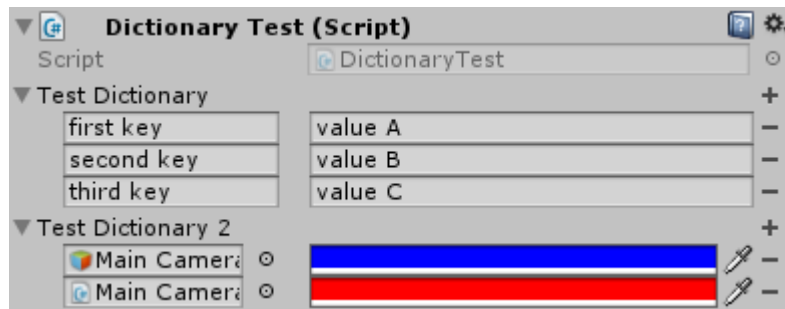 Dictionary Test (Script)
Script DictionaryTest
Test Dictionary
first key value A
second key value B
third key value C
Test Dictionary 2
Main Camera
Main Camera